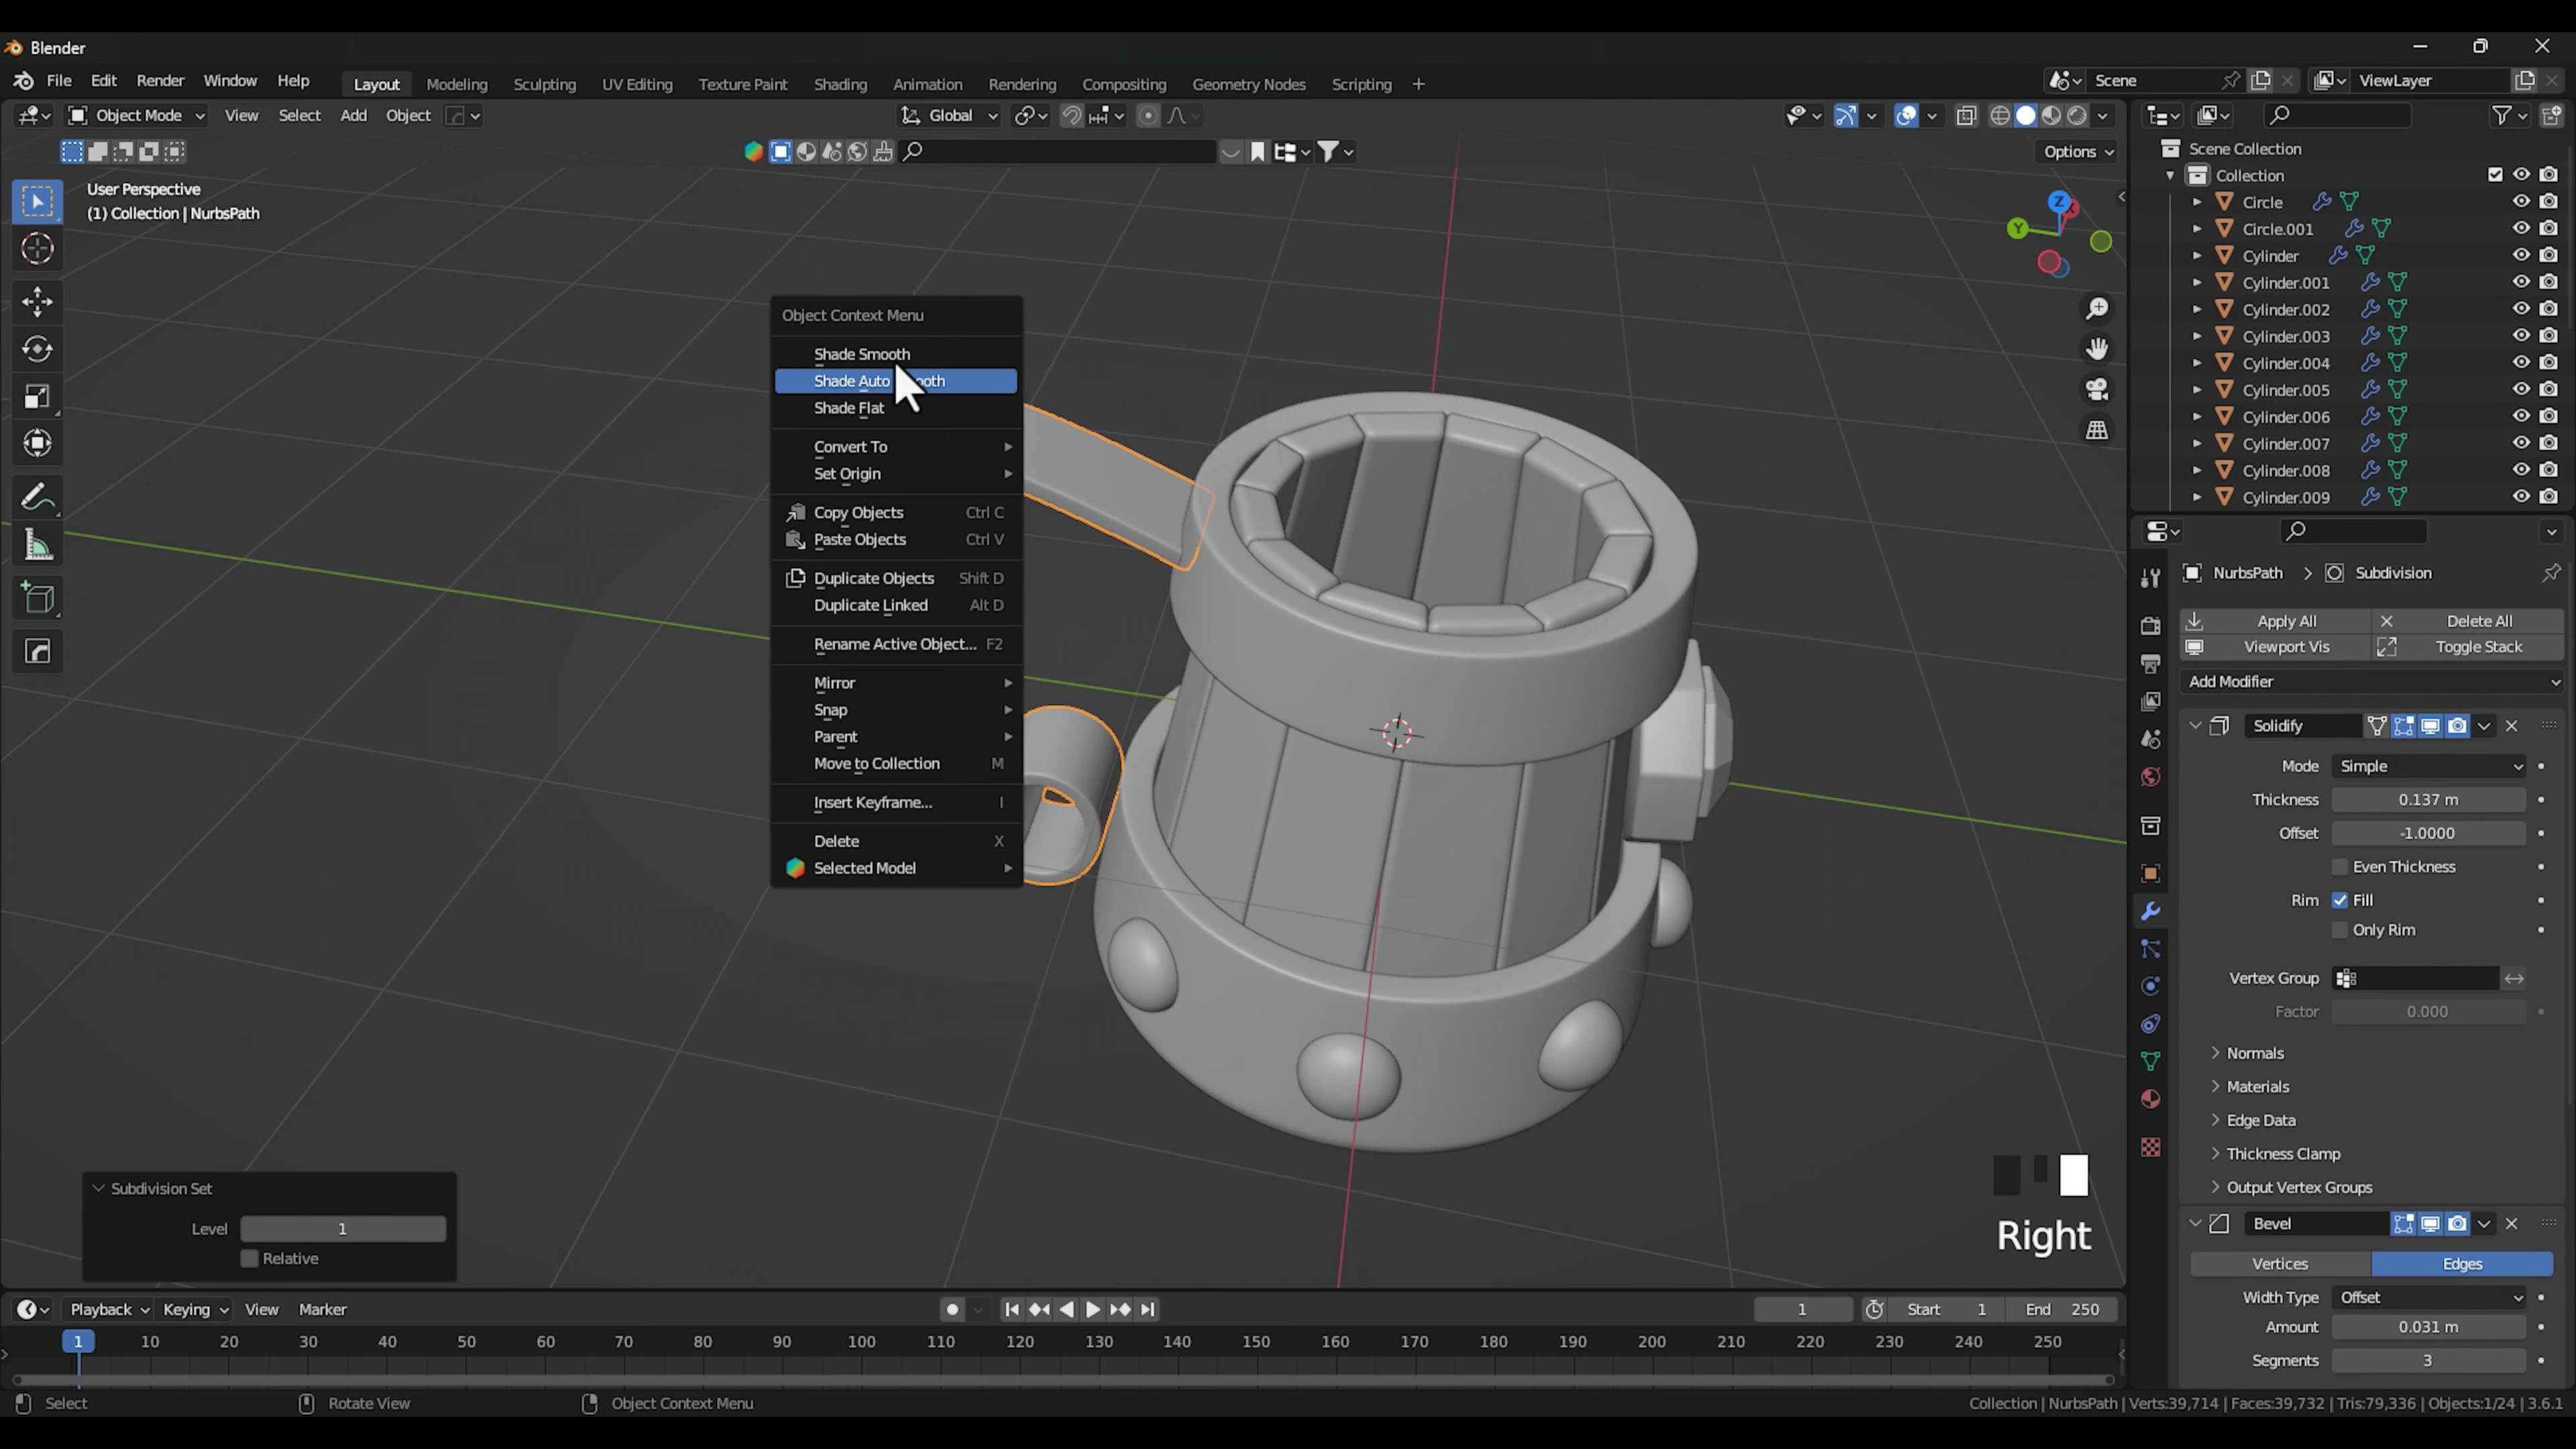 Blender
File Edit Render Window Help Layout Modeling Sculpting UV Editing Texture Paint Shading Animation Rendering Compositing Geometry Nodes Scripting + Scene ViewLayer
Object Mode View Select Add Object Global
Options
User Perspective
(1) Collection | NurbsPath
Z
Y
X
Object Context Menu
Shade Smooth
Shade Auto ooth
Shade Flat
Convert To
Set Origin
Copy Objects Ctrl C
Paste Objects Ctrl V
Duplicate Objects Shift D
Duplicate Linked Alt D
Rename Active Object... F2
Mirror
Snap
Parent
Move to Collection M
Insert Keyframe... I
Delete X
Selected Model
Scene Collection
Collection
Circle
Circle.001
Cylinder
Cylinder.001
Cylinder.002
Cylinder.003
Cylinder.004
Cylinder.005
Cylinder.006
Cylinder.007
Cylinder.008
Cylinder.009
NurbsPath > Subdivision
Apply All Delete All
Viewport Vis Toggle Stack
Add Modifier
Solidify
Mode Simple
Thickness 0.137 m
Offset -1.0000
Even Thickness
Rim Fill
Only Rim
Vertex Group
Factor 0.000
Normals
Materials
Edge Data
Thickness Clamp
Output Vertex Groups
Bevel
Vertices Edges
Width Type Offset
Amount 0.031 m
Segments 3
Right
Subdivision Set
Level 1
Relative
Playback Keying View Marker 1 Start 1 End 250
1 10 20 30 40 50 60 70 80 90 100 110 120 130 140 150 160 170 180 190 200 210 220 230 240 250
Select Rotate View Object Context Menu Collection | NurbsPath | Verts:39,714 | Faces:39,732 | Tris:79,336 | Objects:1/24 | 3.6.1